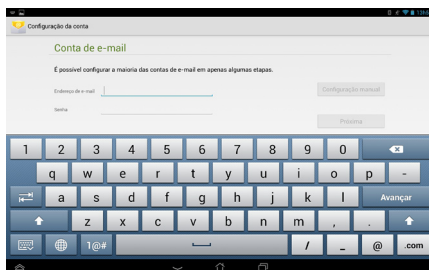 Configuração da conta
Conta de e-mail
É possível configurar a maioria das contas de e-mail em apenas algumas etapas.
Endereço de e-mail
Configuração manual
Senha
Próxima
1 2 3 4 5 6 7 8 9 0
q w e r t y u i o p -
a s d f g h j k l Avançar
z x c v b n m , .
1@# / _ @ .com